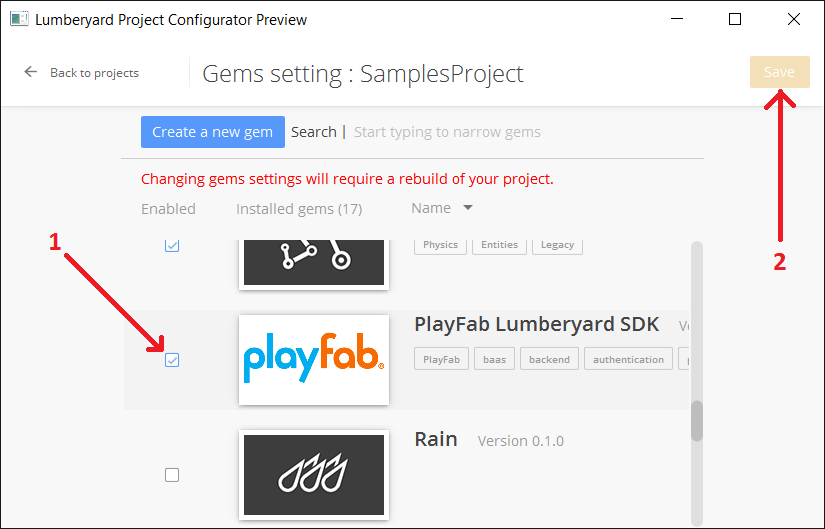 Lumberyard Project Configurator Preview
Back to projects
Gems setting : SamplesProject
Save
Create a new gem
Search
Start typing to narrow gems
Changing gems settings will require a rebuild of your project.
Enabled
Installed gems (17)
Name
1
2
Physics
Entities
Legacy
playfab
PlayFab Lumberyard SDK
PlayFab
baas
backend
authentication
Rain
Version 0.1.0